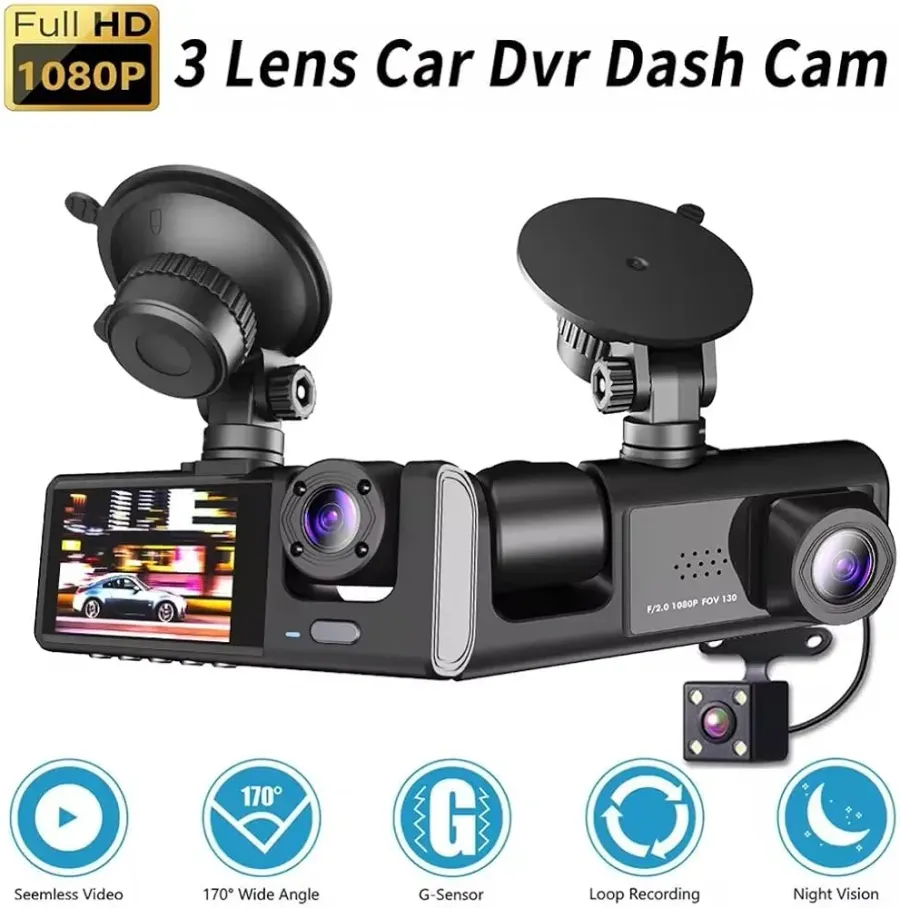 Full HD
1080P
3 Lens Car Dvr Dash Cam
F/2.0 1080P FOV 130
170°
G
Seemless Video
170° Wide Angle
G-Sensor
Loop Recording
Night Vision